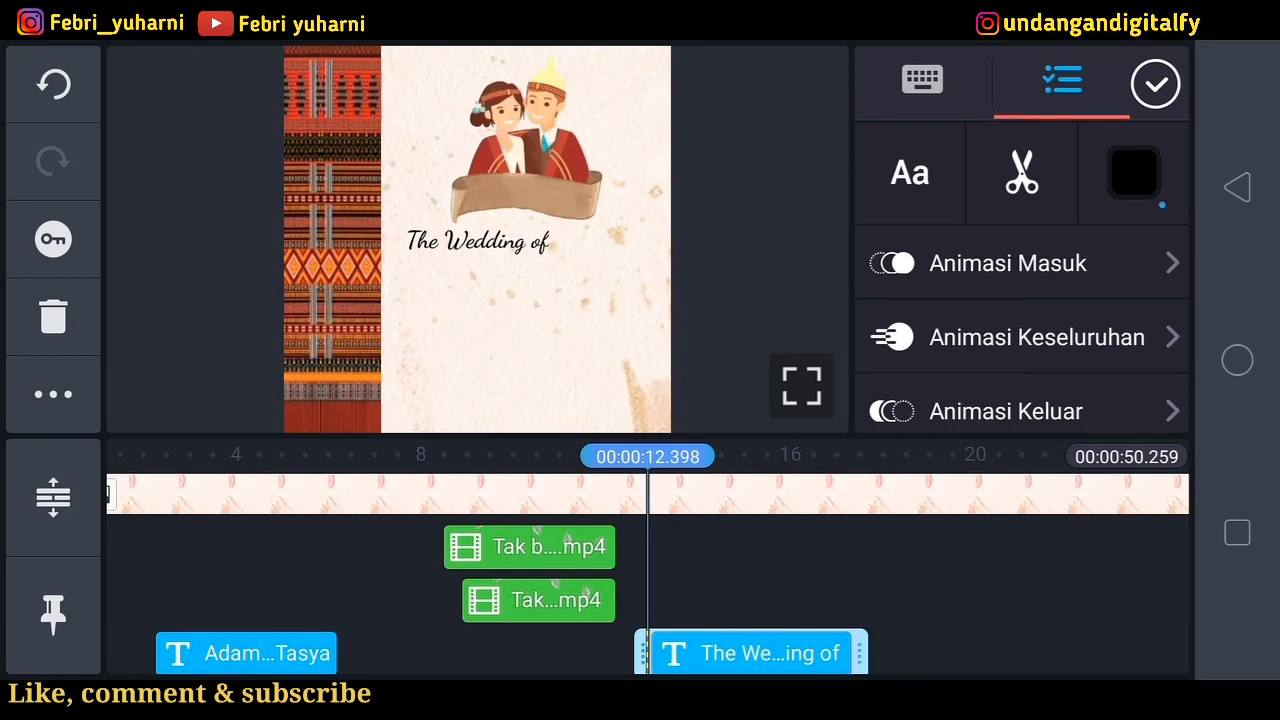 Febri__yuharni
Febri yuharni
undangandigitalfy
The Wedding of
Aa
Animasi Masuk
Animasi Keseluruhan
Animasi Keluar
4
8
00:00:12.398
16
20
00:00:50.259
Tak b....mp4
Tak...mp4
T Adam...Tasya
T The We...ing of
Like, comment & subscribe